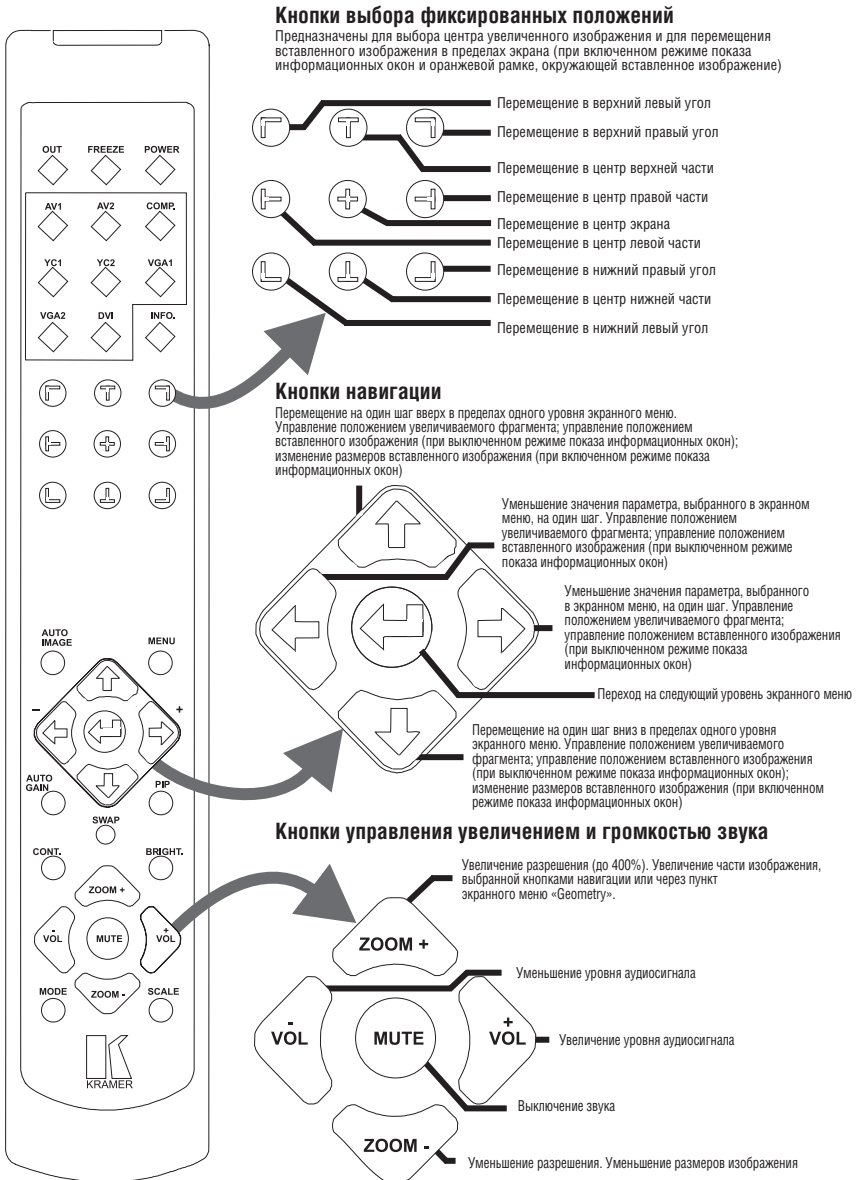 Кнопки выбора фиксированных положений
Предназначены для выбора центра увеличенного изображения и для перемещения
вставленного изображения в пределах экрана (при включенном режиме показа
информационных окон и оранжевой рамке, окружающей вставленное изображение)
Перемещение в верхний левый угол
Перемещение в верхний правый угол
Перемещение в центр верхней части
Перемещение в центр правой части
Перемещение в центр экрана
Перемещение в центр левой части
Перемещение в нижний правый угол
Перемещение в центр нижней части
Перемещение в нижний левый угол
OUT FREEZE POWER
AV1 AV2 COMP.
YC1 YC2 VGA1
VGA2 DVI INFO.
AUTO
IMAGE
MENU
- +
AUTO
GAIN
PIP
SWAP
CONT. BRIGHT.
ZOOM +
-
VOL
MUTE
+
VOL
MODE ZOOM - SCALE
KRAMER
Кнопки навигации
Перемещение на один шаг вверх в пределах одного уровня экранного меню.
Управление положением увеличиваемого фрагмента; управление положением
вставленного изображения (при выключенном режиме показа информационных окон);
изменение размеров вставленного изображения (при включенном режиме показа
информационных окон)
Уменьшение значения параметра, выбранного в экранном
меню, на один шаг. Управление положением
увеличиваемого фрагмента; управление положением
вставленного изображения (при выключенном режиме
показа информационных окон)
Уменьшение значения параметра, выбранного
в экранном меню, на один шаг. Управление
положением увеличиваемого фрагмента;
управление положением вставленного изображения
(при выключенном режиме показа
информационных окон)
Переход на следующий уровень экранного меню
Перемещение на один шаг вниз в пределах одного уровня
экранного меню. Управление положением увеличиваемого
фрагмента; управление положением вставленного изображения
(при выключенном режиме показа информационных окон);
изменение размеров вставленного изображения (при включенном
режиме показа информационных окон)
Кнопки управления увеличением и громкостью звука
Увеличение разрешения (до 400%). Увеличение части изображения,
выбранной кнопками навигации или через пункт
экранного меню «Geometry».
ZOOM +
Уменьшение уровня аудиосигнала
-
VOL
MUTE
+
VOL
Увеличение уровня аудиосигнала
Выключение звука
ZOOM -
Уменьшение разрешения. Уменьшение размеров изображения